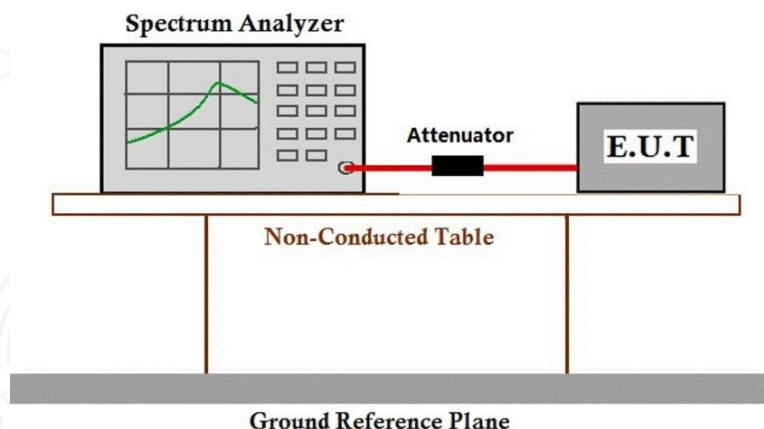 Spectrum Analyzer
Attenuator
E.U.T
Non-Conducted Table
Ground Reference Plane